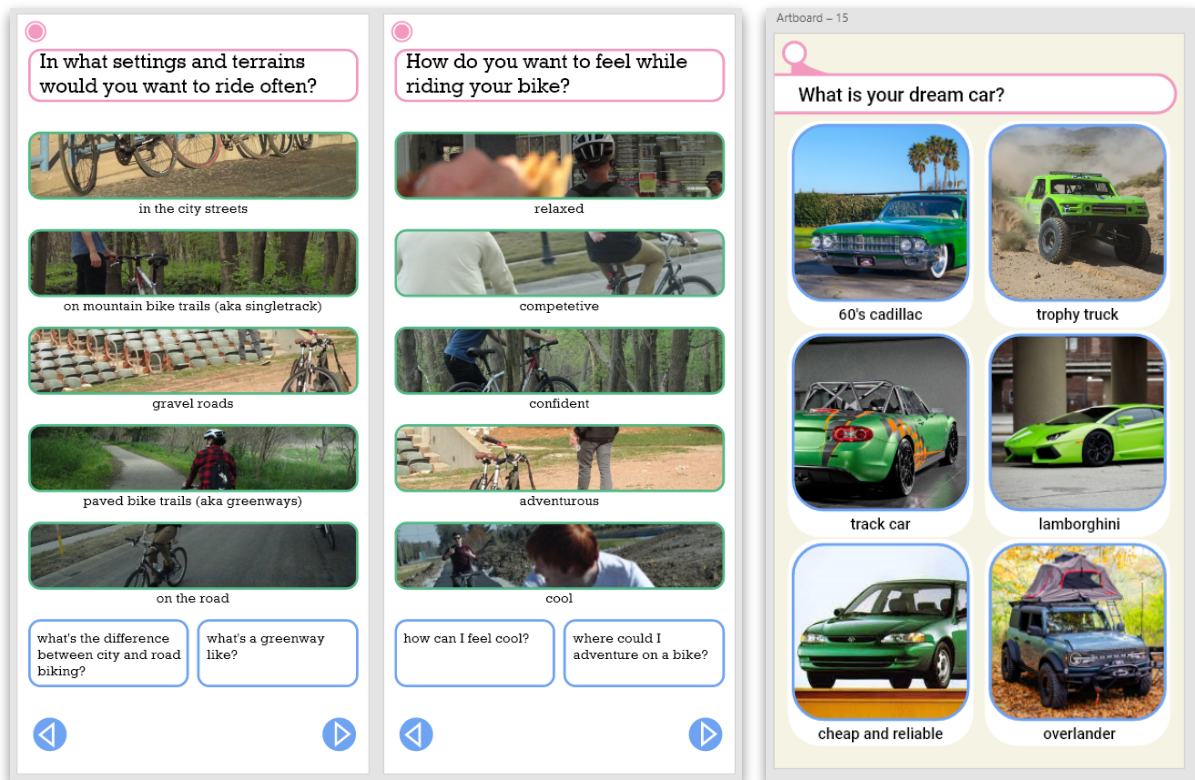 In what settings and terrains
would you want to ride often?
in the city streets
on mountain bike trails (aka singletrack)
gravel roads
paved bike trails (aka greenways)
on the road
what's the difference
between city and road
biking?
what's a greenway
like?
How do you want to feel while
riding your bike?
relaxed
competetive
confident
adventurous
cool
how can I feel cool?
where could I
adventure on a bike?
Artboard – 15
What is your dream car?
60's cadillac
trophy truck
track car
lamborghini
cheap and reliable
overlander